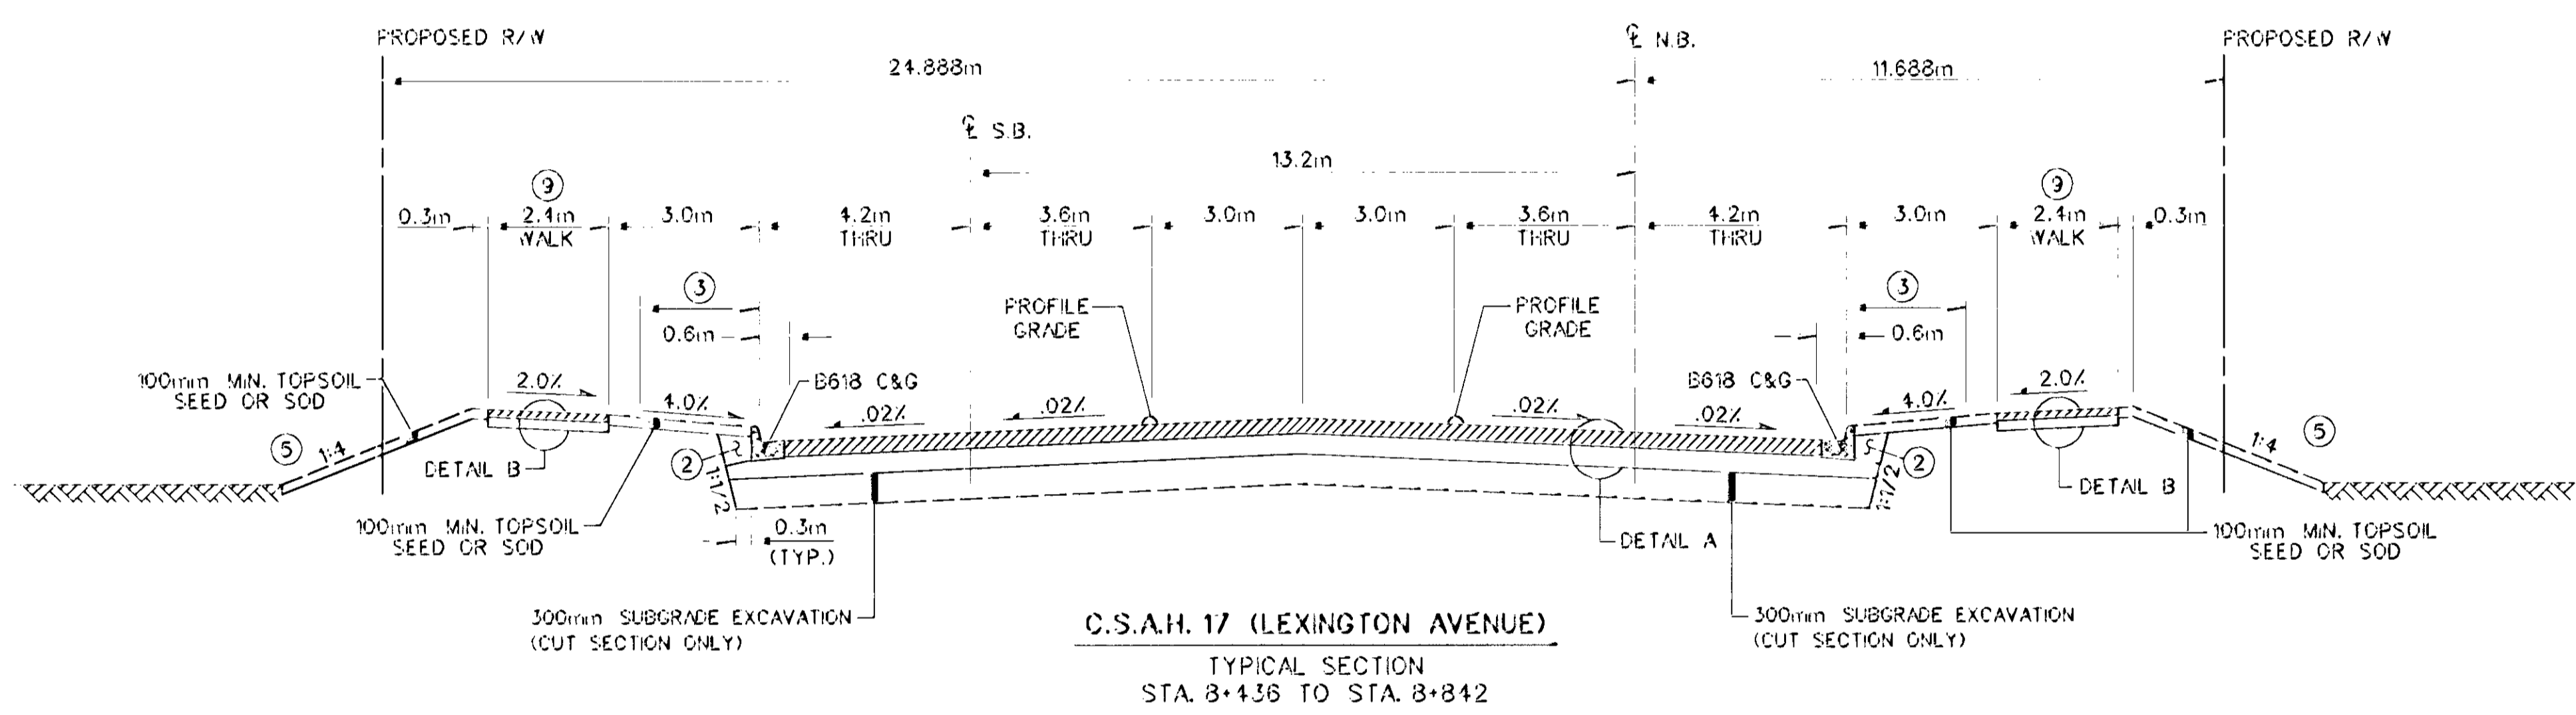 PROPOSED R/W
℄ N.B.
PROPOSED R/W
24.888m
11.688m
℄ S.B.
13.2m
9
9
0.3m
2.4m
WALK
3.0m
4.2m
THRU
3.6m
THRU
3.0m
3.0m
3.6m
THRU
4.2m
THRU
3.0m
2.4m
WALK
0.3m
3
3
0.6m
PROFILE
GRADE
PROFILE
GRADE
0.6m
100mm MIN. TOPSOIL
SEED OR SOD
2.0%
4.0%
B618 C&G
.02%
.02%
.02%
.02%
B618 C&G
4.0%
2.0%
5
1:4
DETAIL B
2
1:1/2
2
1:1/2
DETAIL B
1:4
5
100mm MIN. TOPSOIL
SEED OR SOD
0.3m
(TYP.)
DETAIL A
100mm MIN. TOPSOIL
SEED OR SOD
300mm SUBGRADE EXCAVATION
(CUT SECTION ONLY)
300mm SUBGRADE EXCAVATION
(CUT SECTION ONLY)
C.S.A.H. 17 (LEXINGTON AVENUE)
TYPICAL SECTION
STA. 8+436 TO STA. 8+842